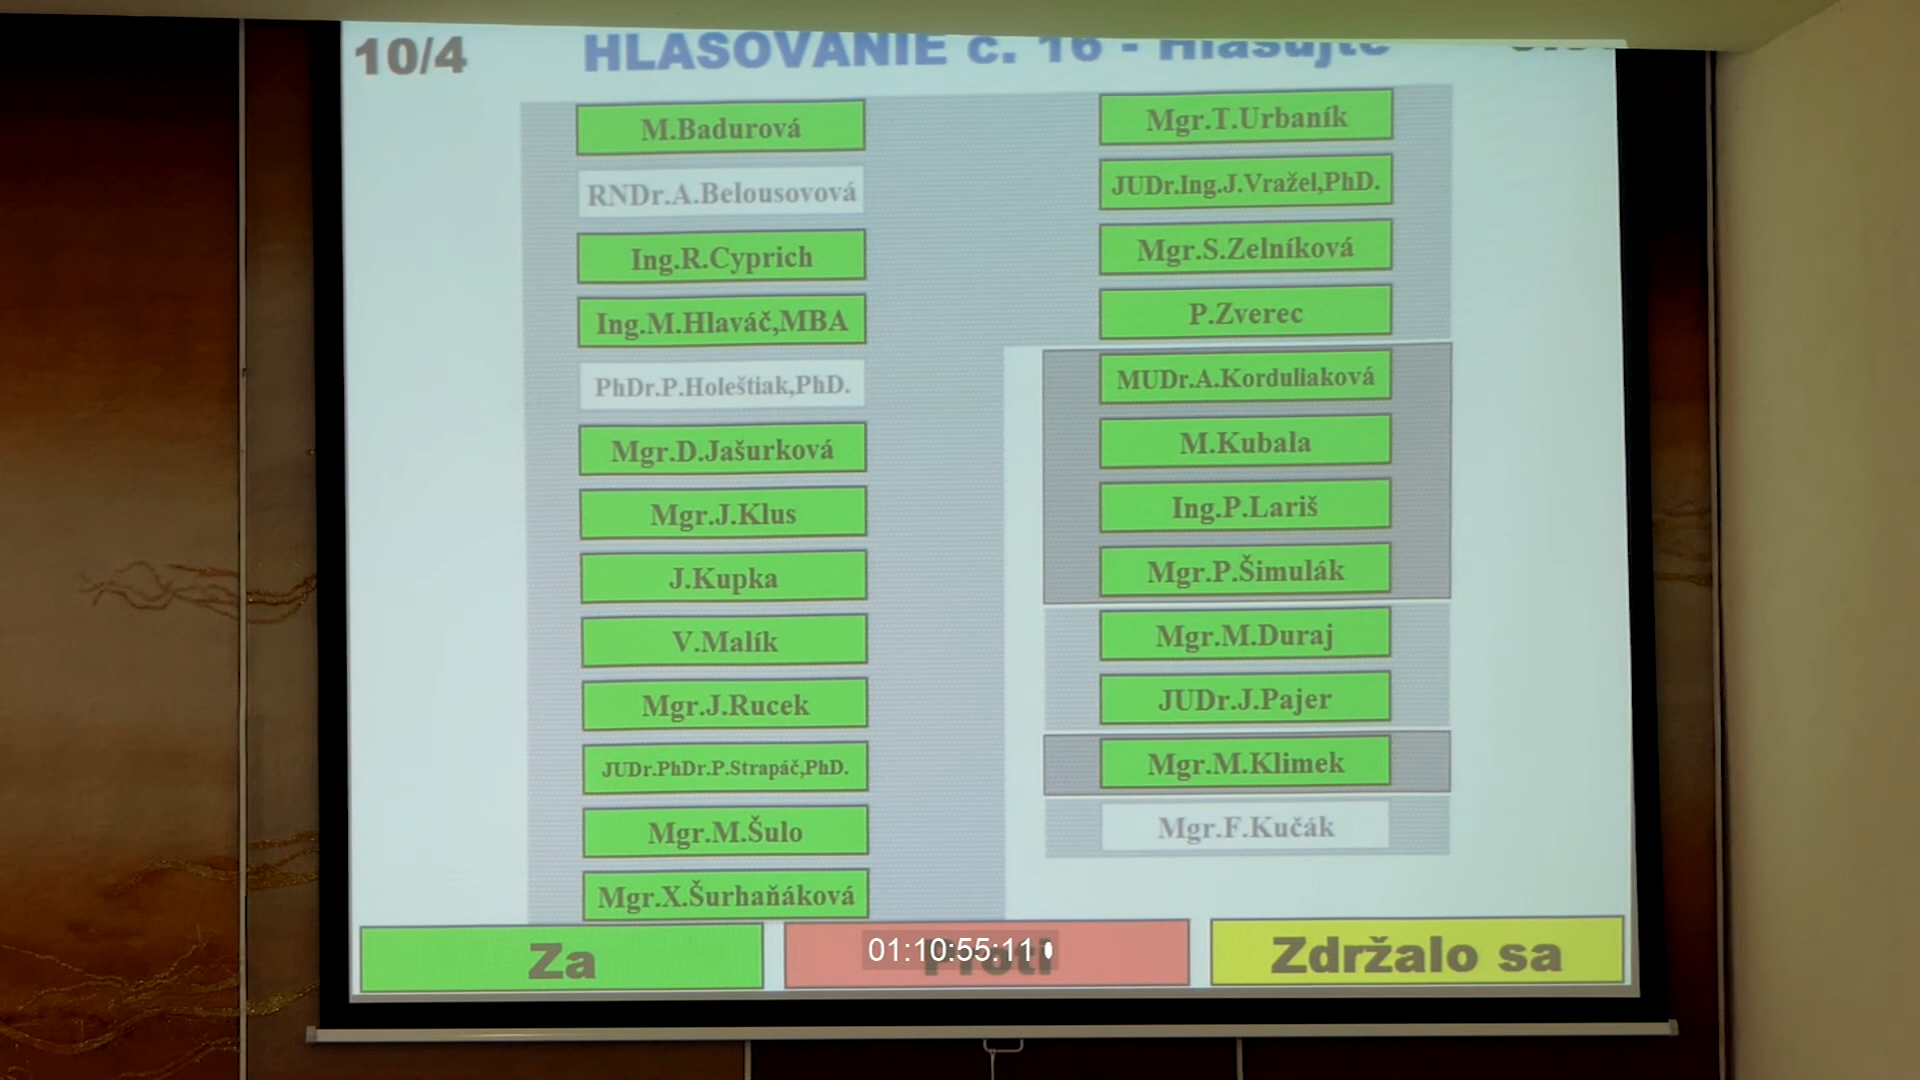 10/4
HLASOVANIE č. 16 - Hlasujte
M.Badurová
RNDr.A.Belousovová
Ing.R.Cyprich
Ing.M.Hlaváč,MBA
PhDr.P.Holeštiak,PhD.
Mgr.D.Jašurková
Mgr.J.Klus
J.Kupka
V.Malík
Mgr.J.Rucek
JUDr.PhDr.P.Strapáč,PhD.
Mgr.M.Šulo
Mgr.X.Šurhaňáková
Mgr.T.Urbaník
JUDr.Ing.J.Vražel,PhD.
Mgr.S.Zelníková
P.Zverec
MUDr.A.Korduliaková
M.Kubala
Ing.P.Lariš
Mgr.P.Šimulák
Mgr.M.Duraj
JUDr.J.Pajer
Mgr.M.Klimek
Mgr.F.Kučák
Za
Proti
Zdržalo sa
01:10:55:11